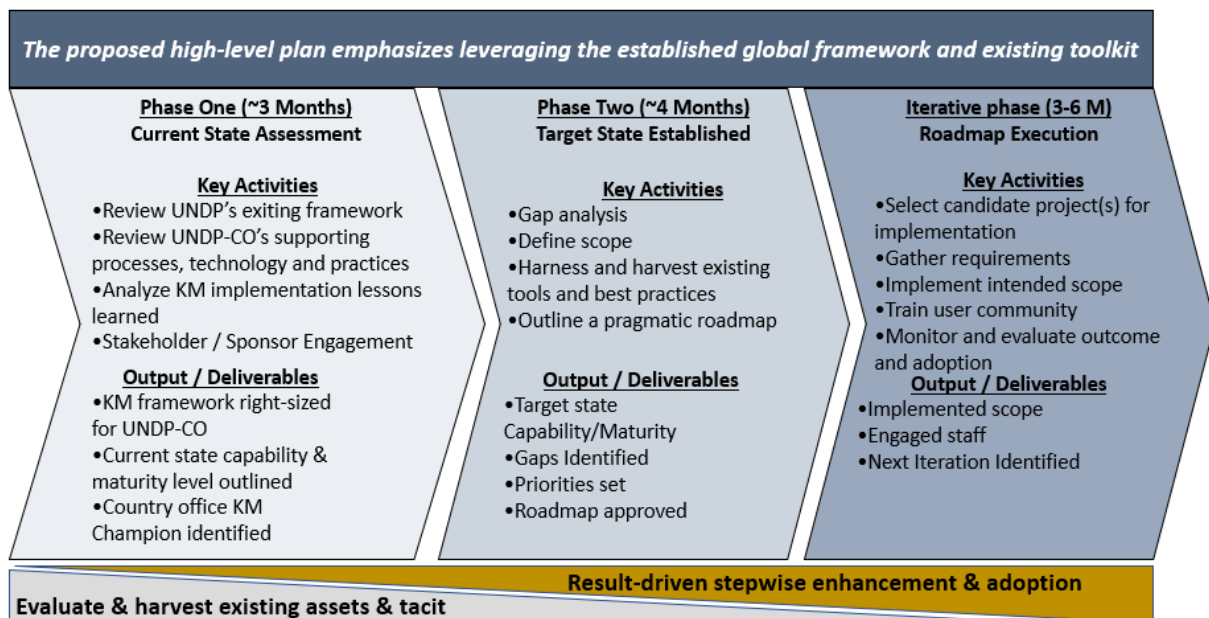 The proposed high-level plan emphasizes leveraging the established global framework and existing toolkit
Phase One (~3 Months)
Current State Assessment
Key Activities
•Review UNDP's exiting framework
•Review UNDP-CO's supporting
processes, technology and practices
•Analyze KM implementation lessons
learned
•Stakeholder / Sponsor Engagement
Output / Deliverables
•KM framework right-sized
for UNDP-CO
•Current state capability &
maturity level outlined
•Country office KM
Champion identified
Phase Two (~4 Months)
Target State Established
Key Activities
•Gap analysis
•Define scope
•Harness and harvest existing
tools and best practices
•Outline a pragmatic roadmap
Output / Deliverables
•Target state
Capability/Maturity
•Gaps Identified
•Priorities set
•Roadmap approved
Iterative phase (3-6 M)
Roadmap Execution
Key Activities
•Select candidate project(s) for
implementation
•Gather requirements
•Implement intended scope
•Train user community
•Monitor and evaluate outcome
and adoption
Output / Deliverables
•Implemented scope
•Engaged staff
•Next Iteration Identified
Result-driven stepwise enhancement & adoption
Evaluate & harvest existing assets & tacit